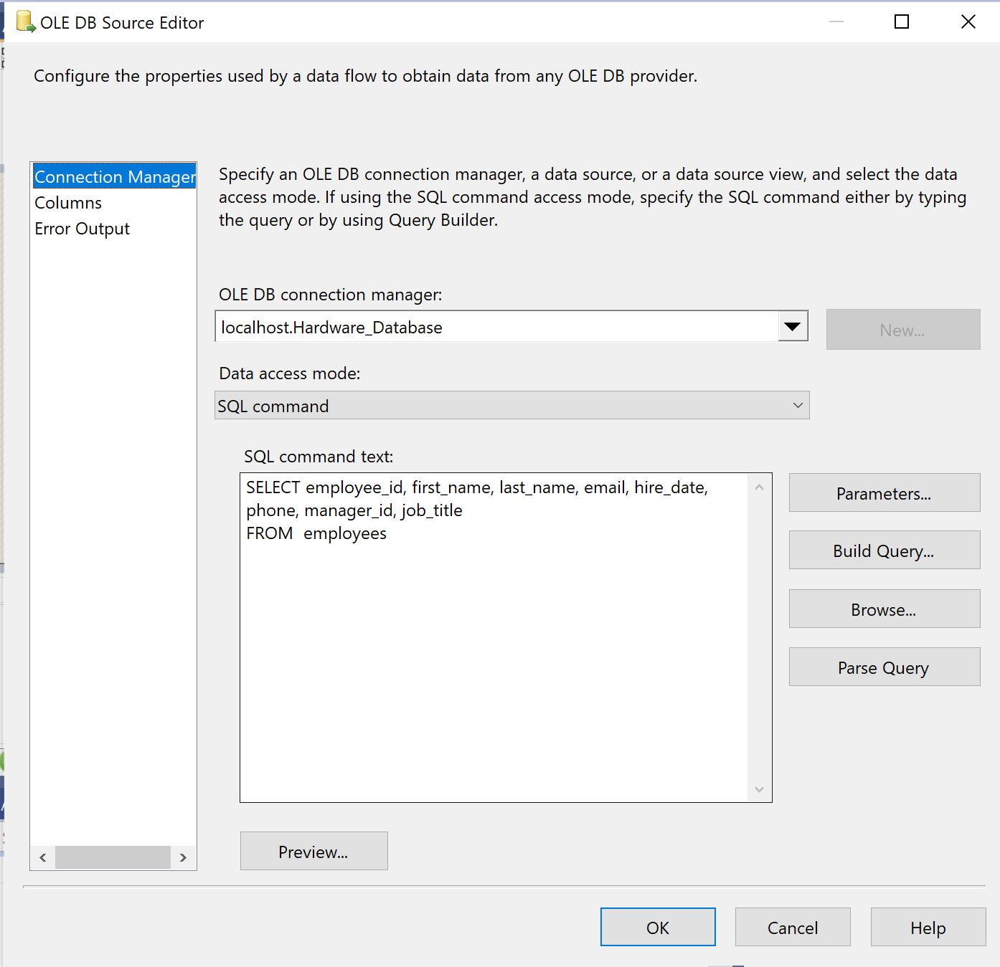 OLE DB Source Editor
Configure the properties used by a data flow to obtain data from any OLE DB provider.
Connection Manager
Columns
Error Output
Specify an OLE DB connection manager, a data source, or a data source view, and select the data
access mode. If using the SQL command access mode, specify the SQL command either by typing
the query or by using Query Builder.
OLE DB connection manager:
localhost.Hardware_Database
New...
Data access mode:
SQL command
SQL command text:
SELECT employee_id, first_name, last_name, email, hire_date,
phone, manager_id, job_title
FROM  employees
Parameters...
Build Query...
Browse...
Parse Query
Preview...
OK
Cancel
Help